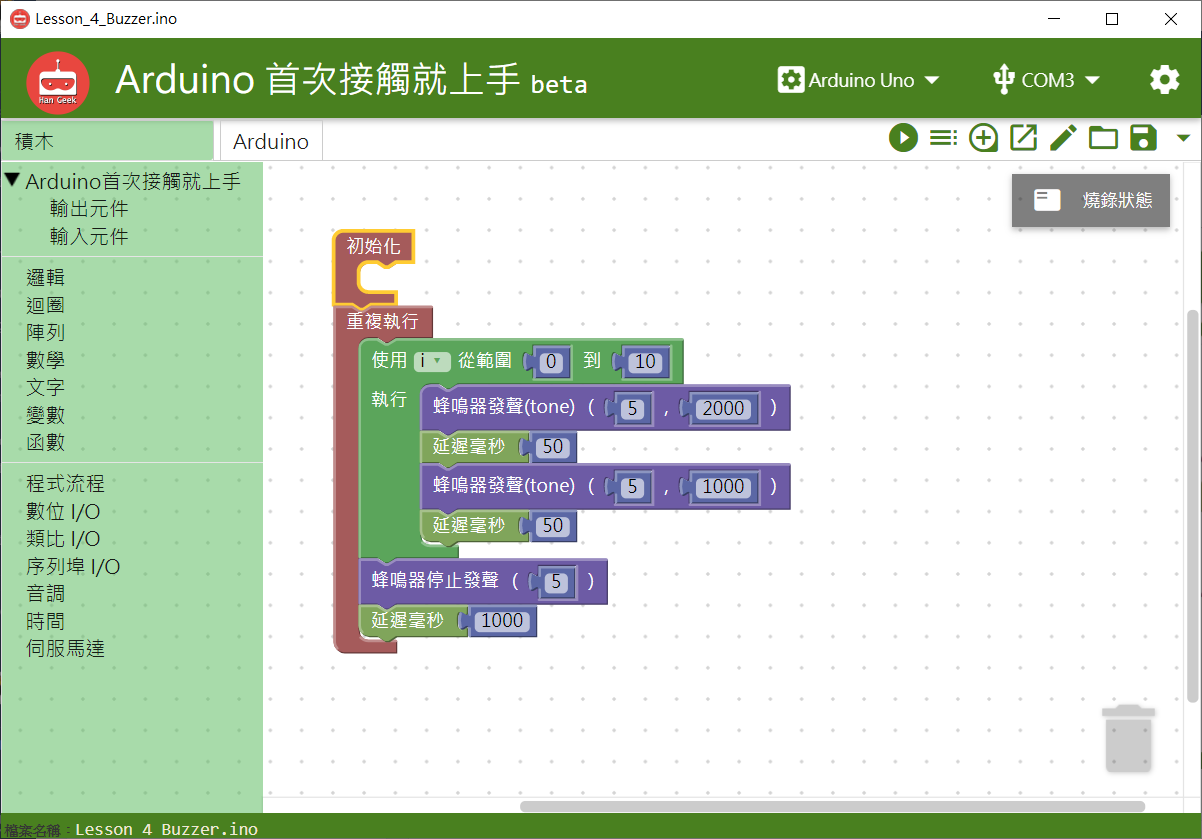 Lesson_4_Buzzer.ino
Han Geek
Arduino 首次接觸就上手 beta
Arduino Uno
COM3
積木
Arduino
Arduino首次接觸就上手
輸出元件
輸入元件
邏輯
迴圈
陣列
數學
文字
變數
函數
程式流程
數位 I/O
類比 I/O
序列埠 I/O
音調
時間
伺服馬達
燒錄狀態
初始化
重複執行
使用 i 從範圍 0 到 10
執行
蜂鳴器發聲(tone) ( 5 , 2000 )
延遲毫秒 50
蜂鳴器發聲(tone) ( 5 , 1000 )
延遲毫秒 50
蜂鳴器停止發聲 ( 5 )
延遲毫秒 1000
檔案名稱：Lesson_4_Buzzer.ino